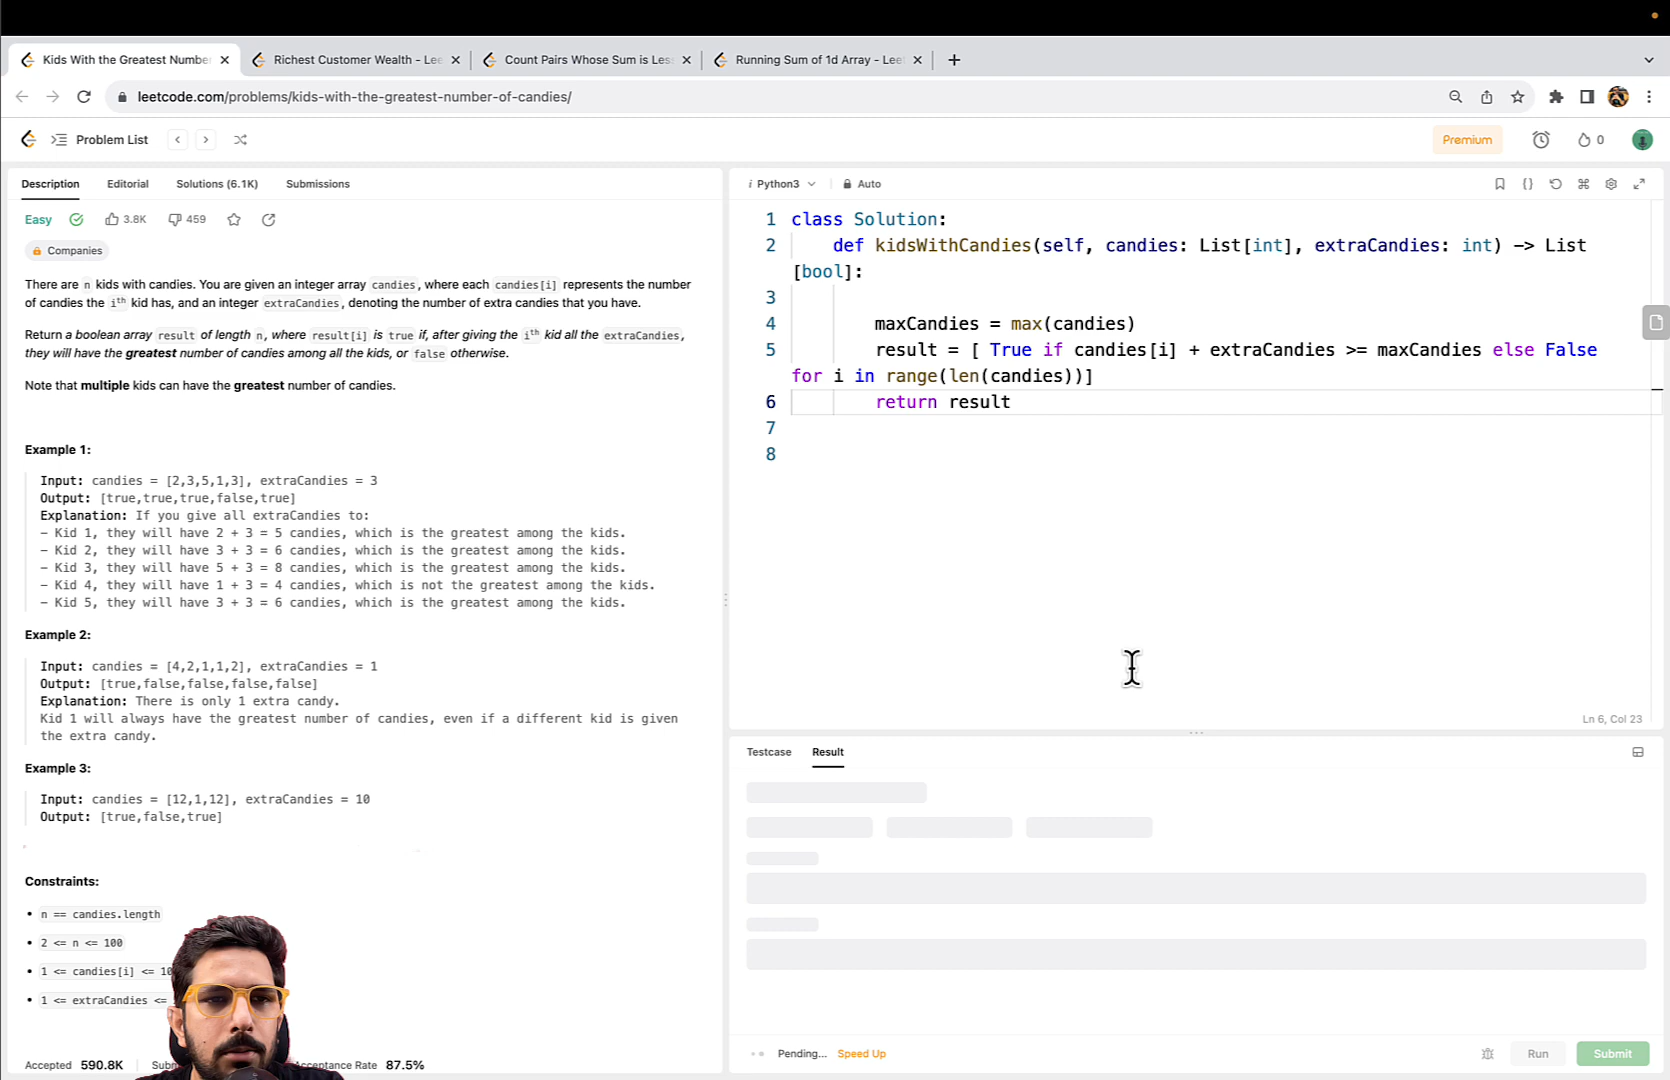 Kids With the Greatest Numbe
Richest Customer Wealth - Lee
Count Pairs Whose Sum is Les
Running Sum of 1d Array - Leet
leetcode.com/problems/kids-with-the-greatest-number-of-candies/
Problem List
Premium
0
Description Editorial Solutions (6.1K) Submissions
Easy 3.8K 459
Companies
There are n kids with candies. You are given an integer array candies, where each candies[i] represents the number
of candies the ith kid has, and an integer extraCandies, denoting the number of extra candies that you have.
Return a boolean array result of length n, where result[i] is true if, after giving the ith kid all the extraCandies,
they will have the greatest number of candies among all the kids, or false otherwise.
Note that multiple kids can have the greatest number of candies.
Example 1:
Input: candies = [2,3,5,1,3], extraCandies = 3
Output: [true,true,true,false,true]
Explanation: If you give all extraCandies to:
- Kid 1, they will have 2 + 3 = 5 candies, which is the greatest among the kids.
- Kid 2, they will have 3 + 3 = 6 candies, which is the greatest among the kids.
- Kid 3, they will have 5 + 3 = 8 candies, which is the greatest among the kids.
- Kid 4, they will have 1 + 3 = 4 candies, which is not the greatest among the kids.
- Kid 5, they will have 3 + 3 = 6 candies, which is the greatest among the kids.
Example 2:
Input: candies = [4,2,1,1,2], extraCandies = 1
Output: [true,false,false,false,false]
Explanation: There is only 1 extra candy.
Kid 1 will always have the greatest number of candies, even if a different kid is given
the extra candy.
Example 3:
Input: candies = [12,1,12], extraCandies = 10
Output: [true,false,true]
Constraints:
• n == candies.length
• 2 <= n <= 100
• 1 <= candies[i] <= 10
• 1 <= extraCandies <=
Accepted 590.8K Subm cceptance Rate 87.5%
i Python3 Auto
1 class Solution:
2 def kidsWithCandies(self, candies: List[int], extraCandies: int) -> List
[bool]:
3
4 maxCandies = max(candies)
5 result = [ True if candies[i] + extraCandies >= maxCandies else False
for i in range(len(candies))]
6 return result
7
8
Ln 6, Col 23
Testcase Result
Pending... Speed Up
Run Submit